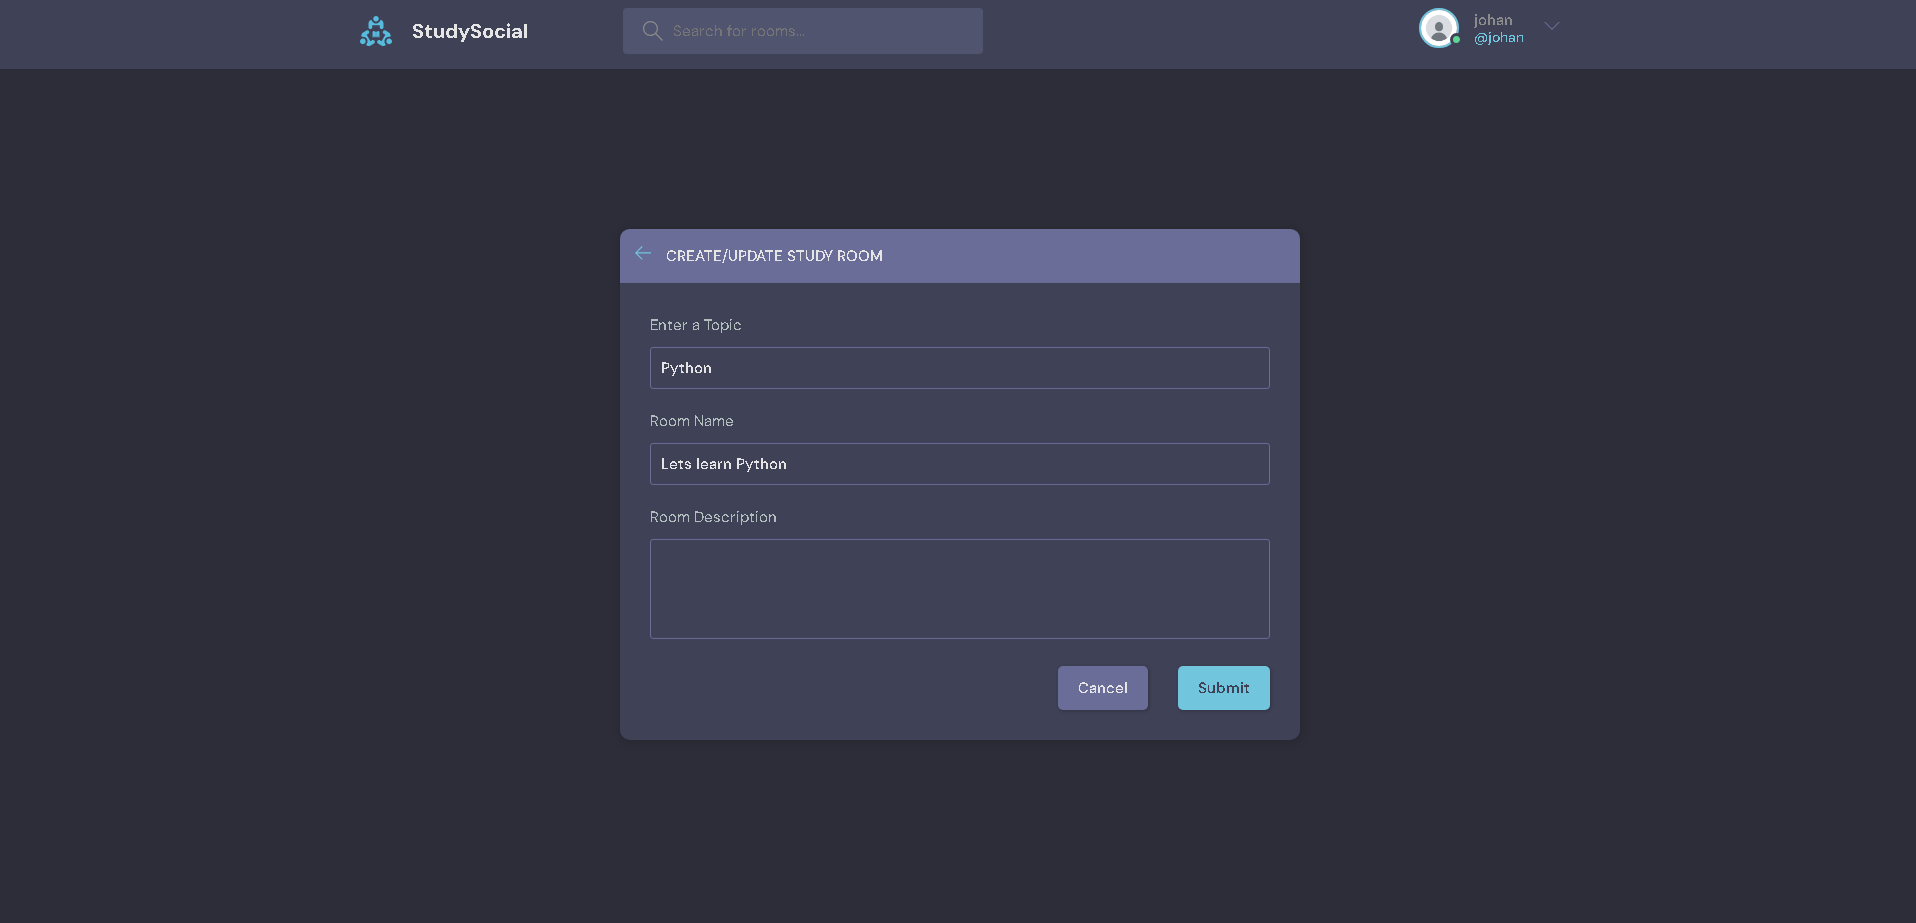 StudySocial
Search for rooms...
johan
@johan
CREATE/UPDATE STUDY ROOM
Enter a Topic
Python
Room Name
Lets learn Python
Room Description
Cancel
Submit